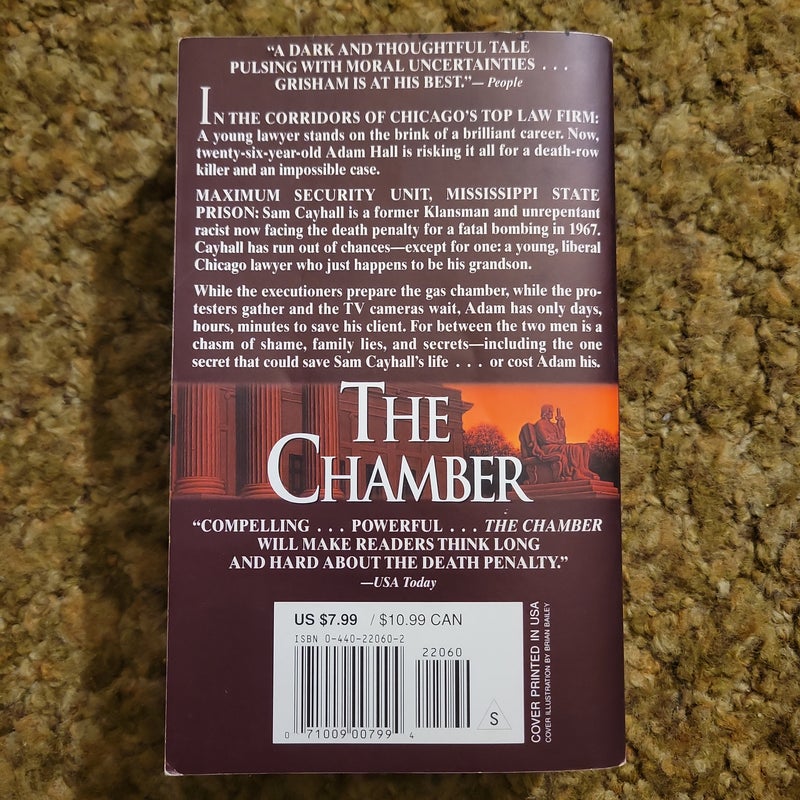 “A DARK AND THOUGHTFUL TALE
PULSING WITH MORAL UNCERTAINTIES . . .
GRISHAM IS AT HIS BEST.”—People
IN THE CORRIDORS OF CHICAGO’S TOP LAW FIRM:
A young lawyer stands on the brink of a brilliant career. Now,
twenty-six-year-old Adam Hall is risking it all for a death-row
killer and an impossible case.
MAXIMUM SECURITY UNIT, MISSISSIPPI STATE
PRISON: Sam Cayhall is a former Klansman and unrepentant
racist now facing the death penalty for a fatal bombing in 1967.
Cayhall has run out of chances—except for one: a young, liberal
Chicago lawyer who just happens to be his grandson.
While the executioners prepare the gas chamber, while the pro-
testers gather and the TV cameras wait, Adam has only days,
hours, minutes to save his client. For between the two men is a
chasm of shame, family lies, and secrets—including the one
secret that could save Sam Cayhall’s life . . . or cost Adam his.
THE
CHAMBER
“COMPELLING . . . POWERFUL . . . THE CHAMBER
WILL MAKE READERS THINK LONG
AND HARD ABOUT THE DEATH PENALTY.”
—USA Today
US $7.99 / $10.99 CAN
ISBN 0-440-22060-2
22060
S
0 71009 00799 4
COVER PRINTED IN USA
COVER ILLUSTRATION BY BRIAN BAILEY